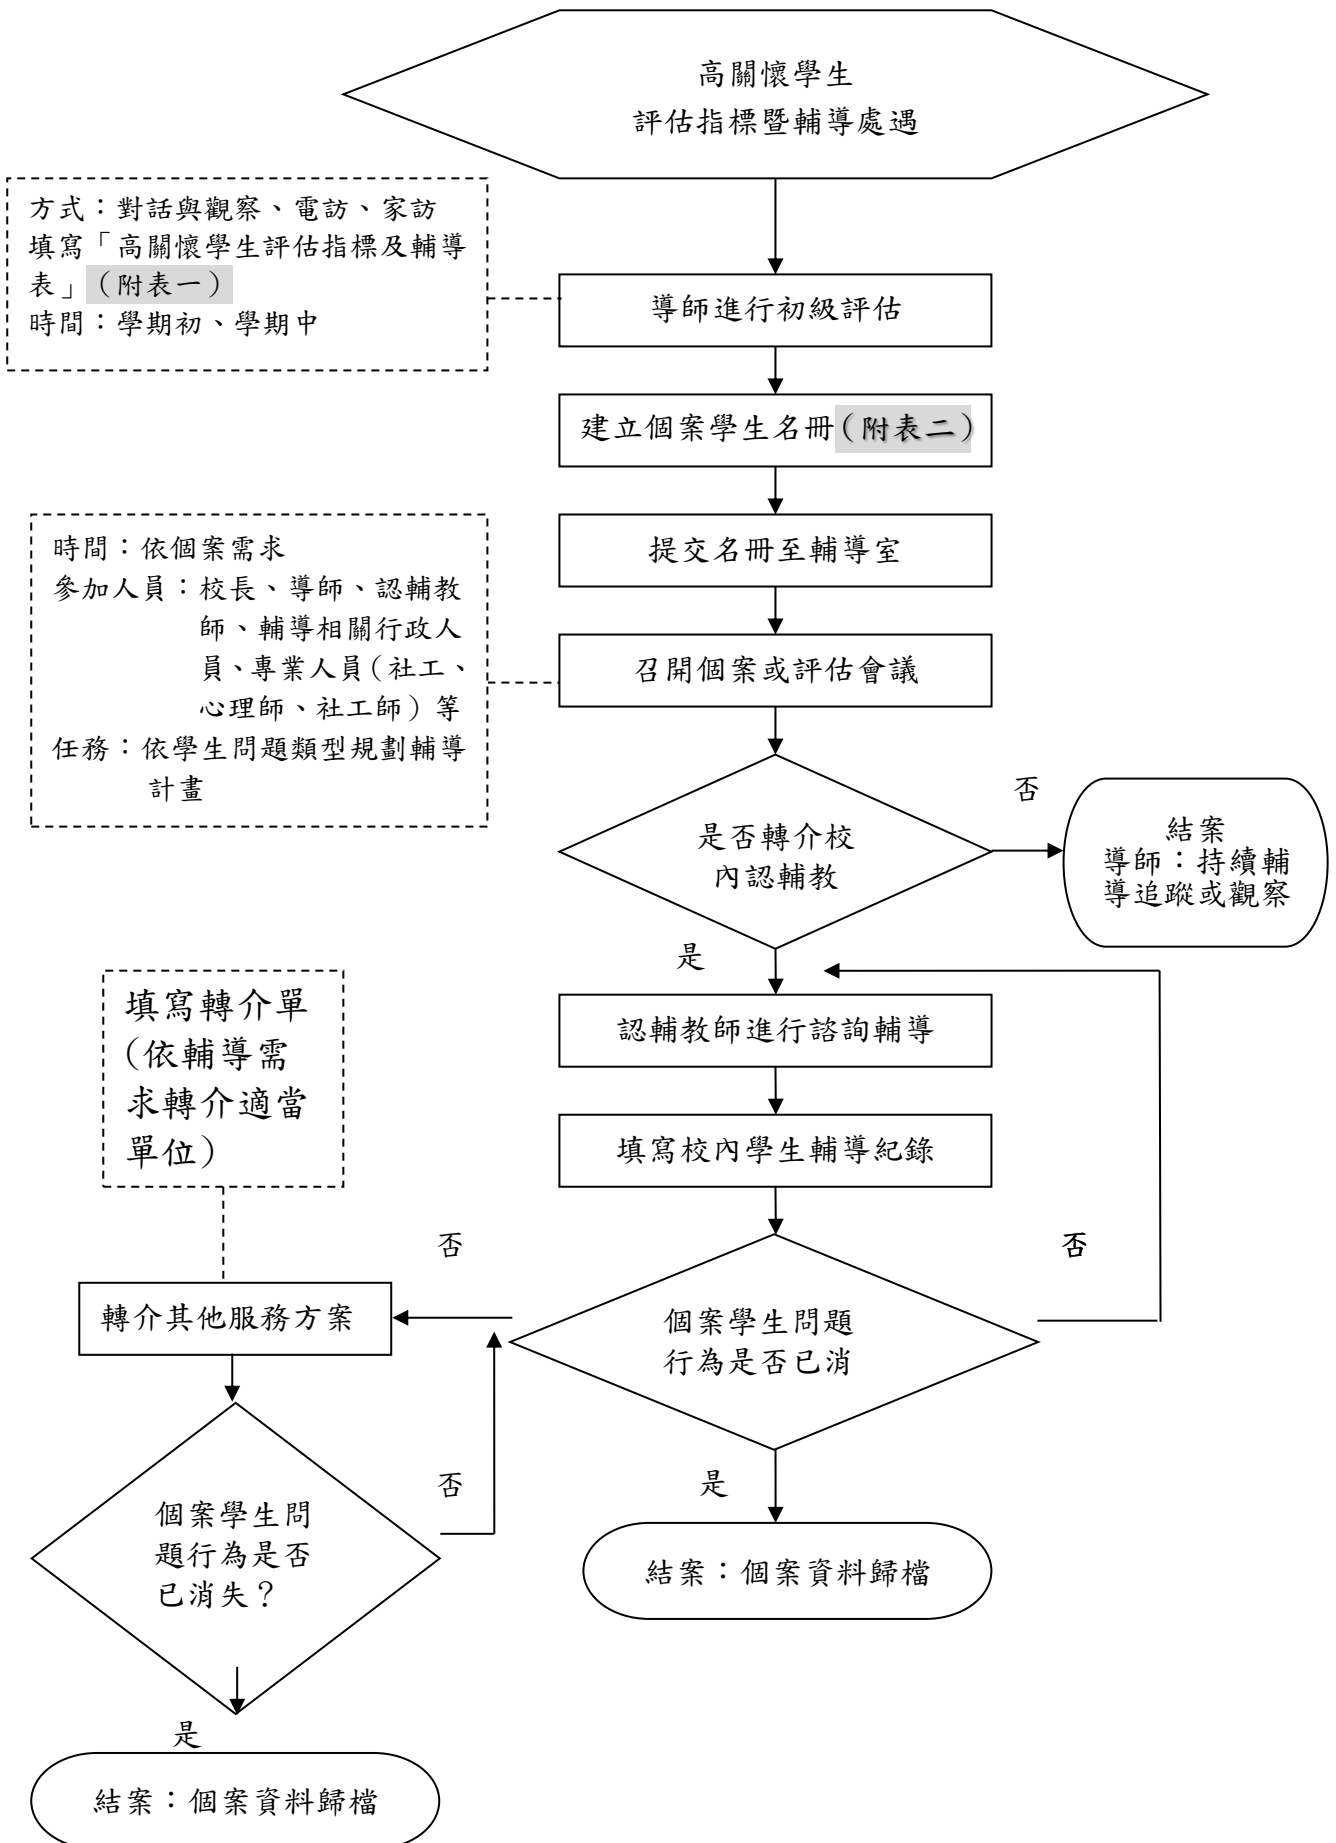 高關懷學生
評估指標暨輔導處遇
方式：對話與觀察、電訪、家訪
填寫「高關懷學生評估指標及輔導
表」（附表一）
時間：學期初、學期中
導師進行初級評估
建立個案學生名冊（附表二）
提交名冊至輔導室
時間：依個案需求
參加人員：校長、導師、認輔教
師、輔導相關行政人
員、專業人員（社工、
心理師、社工師）等
任務：依學生問題類型規劃輔導
計畫
召開個案或評估會議
是否轉介校
內認輔教
否
結案
導師：持續輔
導追蹤或觀察
是
認輔教師進行諮詢輔導
填寫校內學生輔導紀錄
填寫轉介單
(依輔導需
求轉介適當
單位)
否
否
轉介其他服務方案
個案學生問題
行為是否已消
否
是
個案學生問
題行為是否
已消失？
結案：個案資料歸檔
是
結案：個案資料歸檔